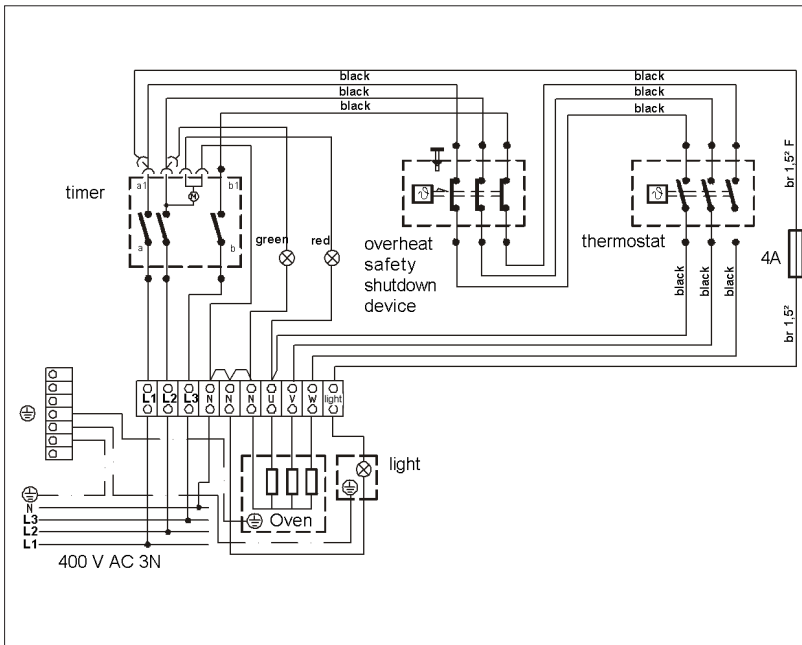 black
black
black
black
black
br 1,5² F
a1
b1
M
timer
a
b
green
red
ϑ
overheat
safety
shutdown
device
ϑ
thermostat
4A
black
black
black
br 1,5²
L1 L2 L3 N N N U V W light
light
Oven
N
L3
L2
L1
400 V AC 3N